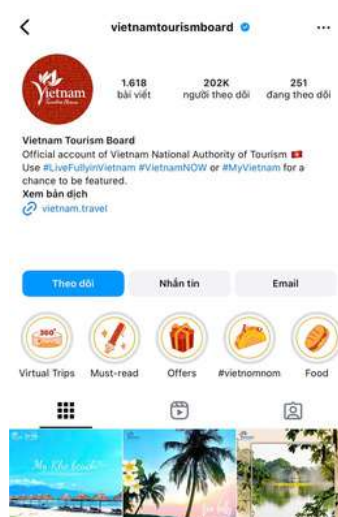 vietnamtourismboard
Vietnam
1.618
202K
251
bài viết
người theo dõi
đang theo dõi
Vietnam Tourism Board
Official account of Vietnam National Authority of Tourism
Use #LiveFullyinVietnam #VietnamNOW or #MyVietnam for a
chance to be featured.
Xem bản dịch
vietnam.travel
Theo dõi
Nhắn tin
Email
360°
Virtual Trips
Must-read
Offers
#vietnomnom
Food
My Khe beach